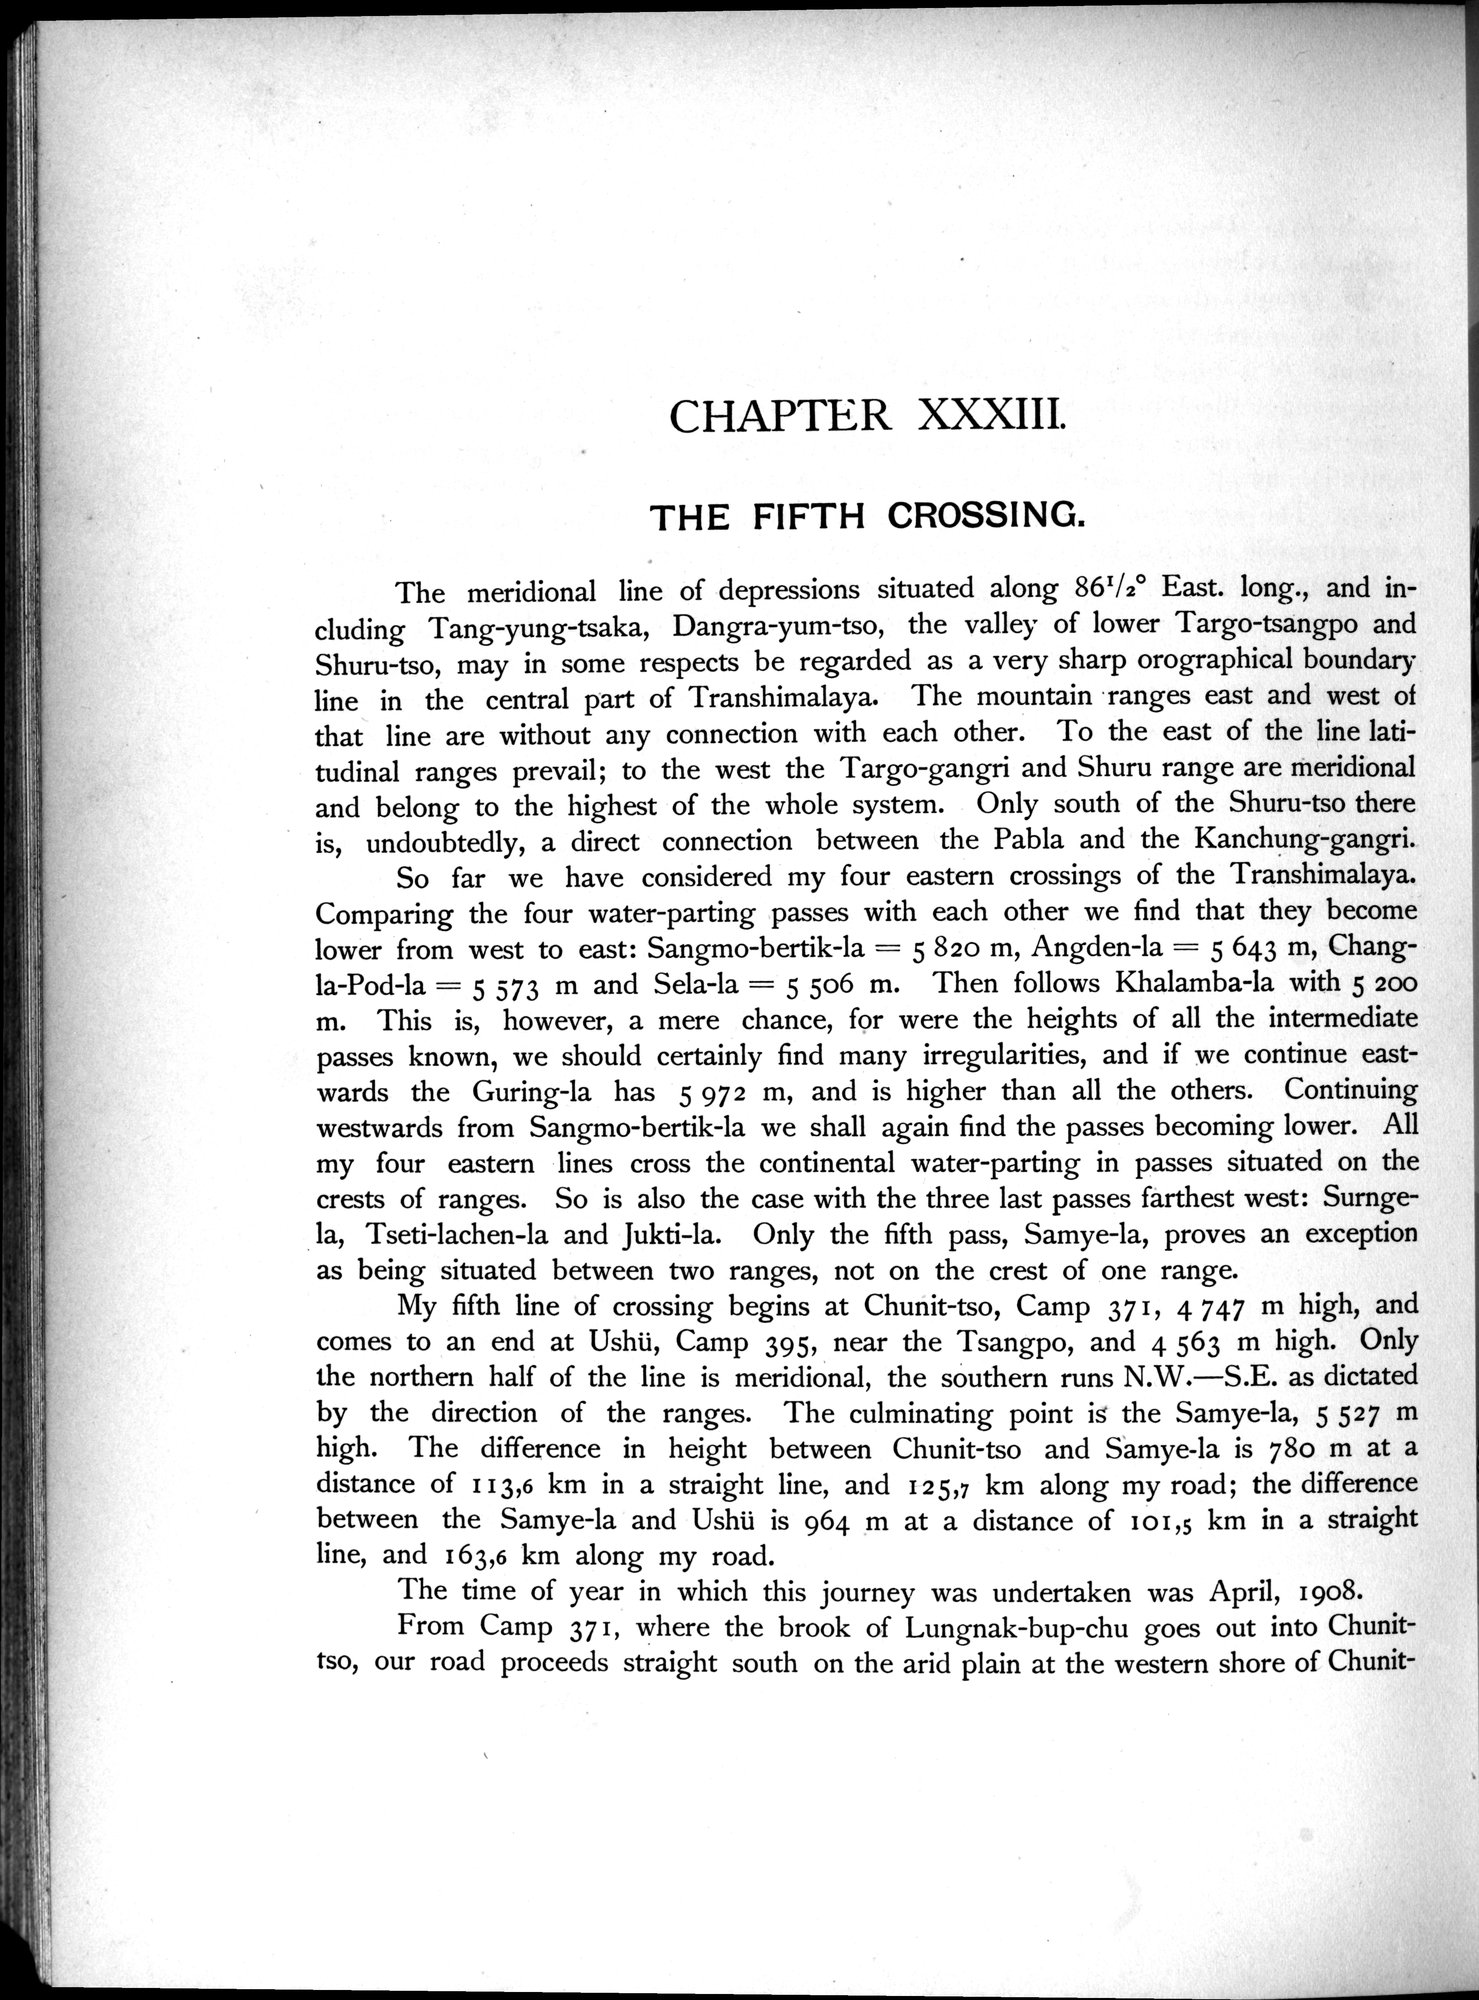 CHAPTER XXXIII.
THE FIFTH CROSSING.
The meridional line of depressions situated along 86¹/₂° East. long., and in-
cluding Tang-yung-tsaka, Dangra-yum-tso, the valley of lower Targo-tsangpo and
Shuru-tso, may in some respects be regarded as a very sharp orographical boundary
line in the central part of Transhimalaya. The mountain ranges east and west of
that line are without any connection with each other. To the east of the line lati-
tudinal ranges prevail; to the west the Targo-gangri and Shuru range are meridional
and belong to the highest of the whole system. Only south of the Shuru-tso there
is, undoubtedly, a direct connection between the Pabla and the Kanchung-gangri.
So far we have considered my four eastern crossings of the Transhimalaya.
Comparing the four water-parting passes with each other we find that they become
lower from west to east: Sangmo-bertik-la = 5 820 m, Angden-la = 5 643 m, Chang-
la-Pod-la = 5 573 m and Sela-la = 5 506 m. Then follows Khalamba-la with 5 200
m. This is, however, a mere chance, for were the heights of all the intermediate
passes known, we should certainly find many irregularities, and if we continue east-
wards the Guring-la has 5 972 m, and is higher than all the others. Continuing
westwards from Sangmo-bertik-la we shall again find the passes becoming lower. All
my four eastern lines cross the continental water-parting in passes situated on the
crests of ranges. So is also the case with the three last passes farthest west: Surnge-
la, Tseti-lachen-la and Jukti-la. Only the fifth pass, Samye-la, proves an exception
as being situated between two ranges, not on the crest of one range.
My fifth line of crossing begins at Chunit-tso, Camp 371, 4 747 m high, and
comes to an end at Ushü, Camp 395, near the Tsangpo, and 4 563 m high. Only
the northern half of the line is meridional, the southern runs N.W.—S.E. as dictated
by the direction of the ranges. The culminating point is the Samye-la, 5 527 m
high. The difference in height between Chunit-tso and Samye-la is 780 m at a
distance of 113,6 km in a straight line, and 125,7 km along my road; the difference
between the Samye-la and Ushü is 964 m at a distance of 101,5 km in a straight
line, and 163,6 km along my road.
The time of year in which this journey was undertaken was April, 1908.
From Camp 371, where the brook of Lungnak-bup-chu goes out into Chunit-
tso, our road proceeds straight south on the arid plain at the western shore of Chunit-